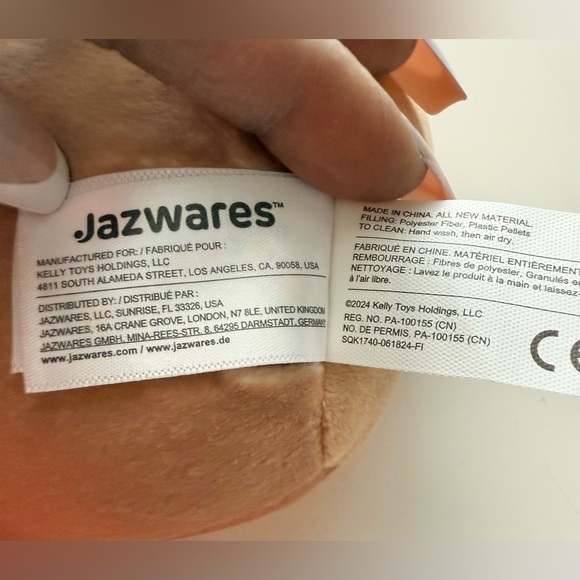 Jazwares™
MANUFACTURED FOR: / FABRIQUÉ POUR :
KELLY TOYS HOLDINGS, LLC
4811 SOUTH ALAMEDA STREET, LOS ANGELES, CA, 90058, USA
DISTRIBUTED BY: / DISTRIBUÉ PAR :
JAZWARES, LLC, SUNRISE, FL 33326, USA
JAZWARES, 16A CRANE GROVE, LONDON, N7 8LE, UNITED KINGDOM
JAZWARES GMBH, MINA-REES-STR. 8, 64295 DARMSTADT, GERMANY
www.jazwares.com / www.jazwares.de
MADE IN CHINA. ALL NEW MATERIAL
FILLING: Polyester Fiber, Plastic Pellets
TO CLEAN: Hand wash, then air dry.
FABRIQUÉ EN CHINE. MATÉRIEL ENTIÈREMENT
REMBOURRAGE : Fibres de polyester, Granulés en
NETTOYAGE : Lavez le produit à la main et laissez
à l'air libre.
©2024 Kelly Toys Holdings, LLC
REG. NO. PA-100155 (CN)
NO. DE PERMIS. PA-100155 (CN)
SQK1740-061824-FI
CE